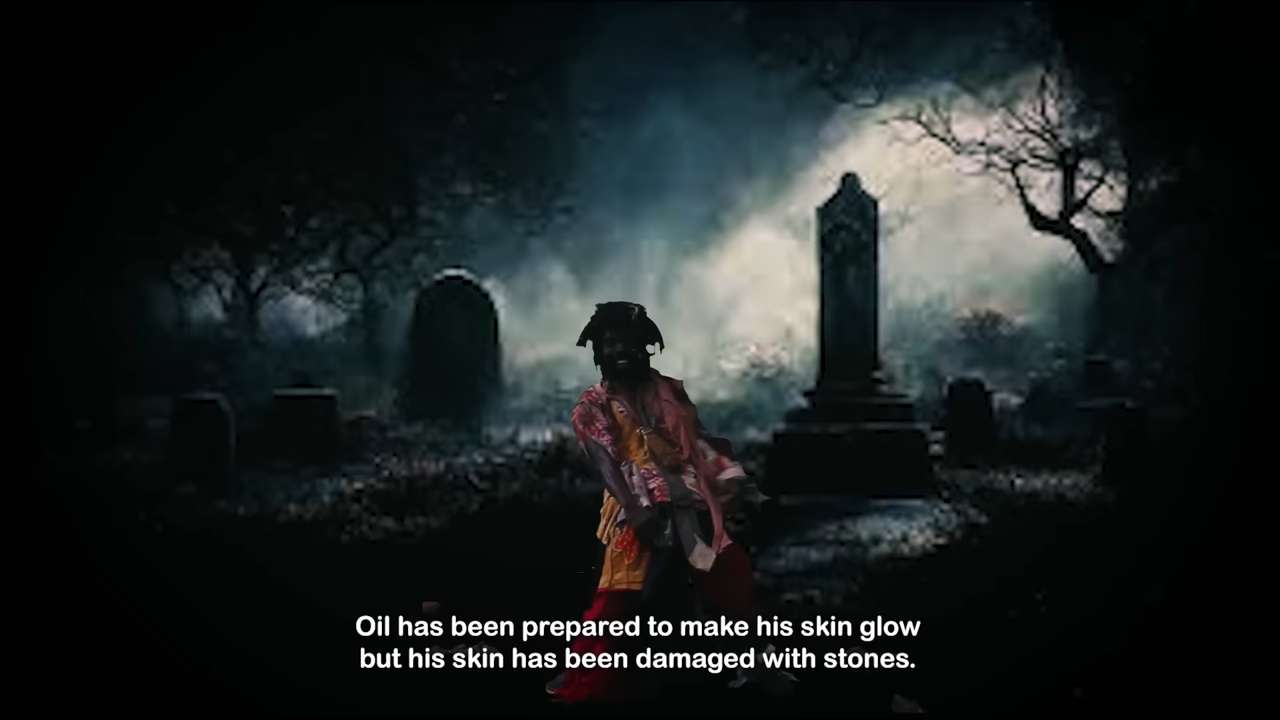 Oil has been prepared to make his skin glow
but his skin has been damaged with stones.